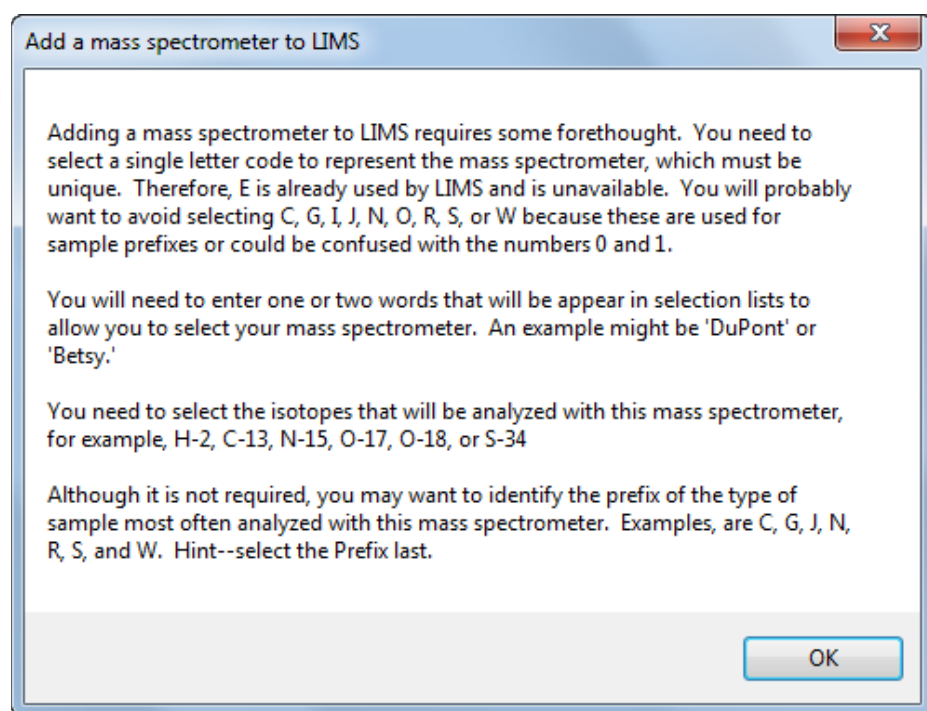 Add a mass spectrometer to LIMS
Adding a mass spectrometer to LIMS requires some forethought.  You need to
select a single letter code to represent the mass spectrometer, which must be
unique.  Therefore, E is already used by LIMS and is unavailable.  You will probably
want to avoid selecting C, G, I, J, N, O, R, S, or W because these are used for
sample prefixes or could be confused with the numbers 0 and 1.
You will need to enter one or two words that will be appear in selection lists to
allow you to select your mass spectrometer.  An example might be 'DuPont' or
'Betsy.'
You need to select the isotopes that will be analyzed with this mass spectrometer,
for example, H-2, C-13, N-15, O-17, O-18, or S-34
Although it is not required, you may want to identify the prefix of the type of
sample most often analyzed with this mass spectrometer.  Examples, are C, G, J, N,
R, S, and W.  Hint--select the Prefix last.
OK